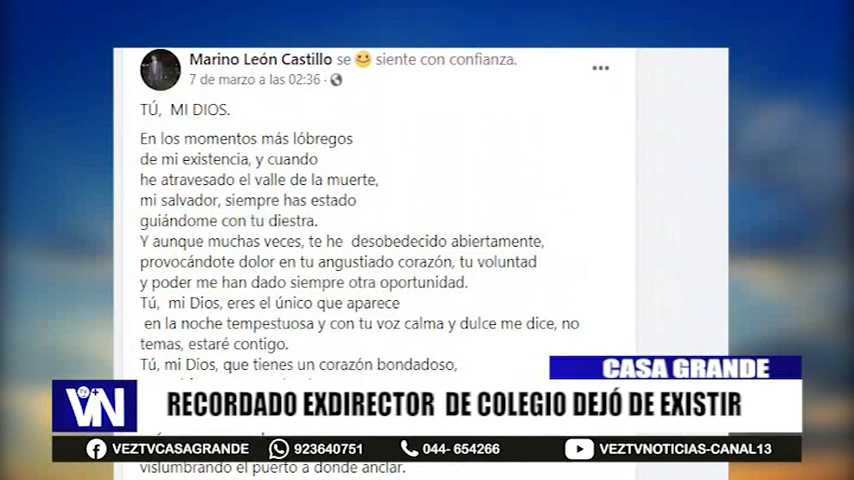 Marino León Castillo se siente con confianza.
7 de marzo a las 02:36 ·
TÚ, MI DIOS.
En los momentos más lóbregos
de mi existencia, y cuando
he atravesado el valle de la muerte,
mi salvador, siempre has estado
guiándome con tu diestra.
Y aunque muchas veces, te he desobedecido abiertamente,
provocándote dolor en tu angustiado corazón, tu voluntad
y poder me han dado siempre otra oportunidad.
Tú, mi Dios, eres el único que aparece
en la noche tempestuosa y con tu voz calma y dulce me dice, no
temas, estaré contigo.
Tú, mi Dios, que tienes un corazón bondadoso,
CASA GRANDE
VN
RECORDADO EXDIRECTOR DE COLEGIO DEJÓ DE EXISTIR
VEZTVCASAGRANDE 923640751 044- 654266 VEZTVNOTICIAS-CANAL13
vislumbrando el puerto a donde anclar.